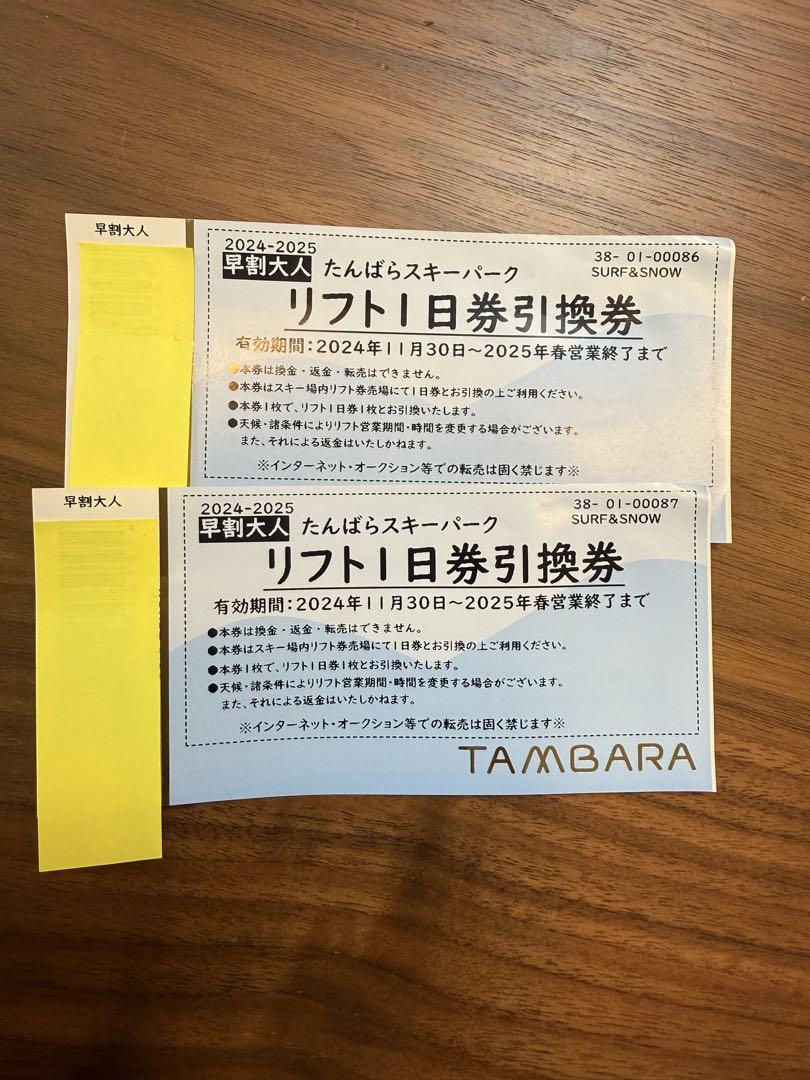 早割大人
2024-2025
早割大人 たんばらスキーパーク
38- 01-00086
SURF&SNOW
リフト1日券引換券
有効期間：2024年11月30日～2025年春営業終了まで
●本券は換金・返金・転売はできません。
●本券はスキー場内リフト券売場にて1日券とお引換の上ご利用ください。
●本券1枚で、リフト1日券1枚とお引換いたします。
●天候・諸条件によりリフト営業期間・時間を変更する場合がございます。
また、それによる返金はいたしかねます。
※インターネット・オークション等での転売は固く禁じます※
早割大人
2024-2025
早割大人 たんばらスキーパーク
38- 01-00087
SURF&SNOW
リフト1日券引換券
有効期間：2024年11月30日～2025年春営業終了まで
●本券は換金・返金・転売はできません。
●本券はスキー場内リフト券売場にて1日券とお引換の上ご利用ください。
●本券1枚で、リフト1日券1枚とお引換いたします。
●天候・諸条件によりリフト営業期間・時間を変更する場合がございます。
また、それによる返金はいたしかねます。
※インターネット・オークション等での転売は固く禁じます※
TAMBARA